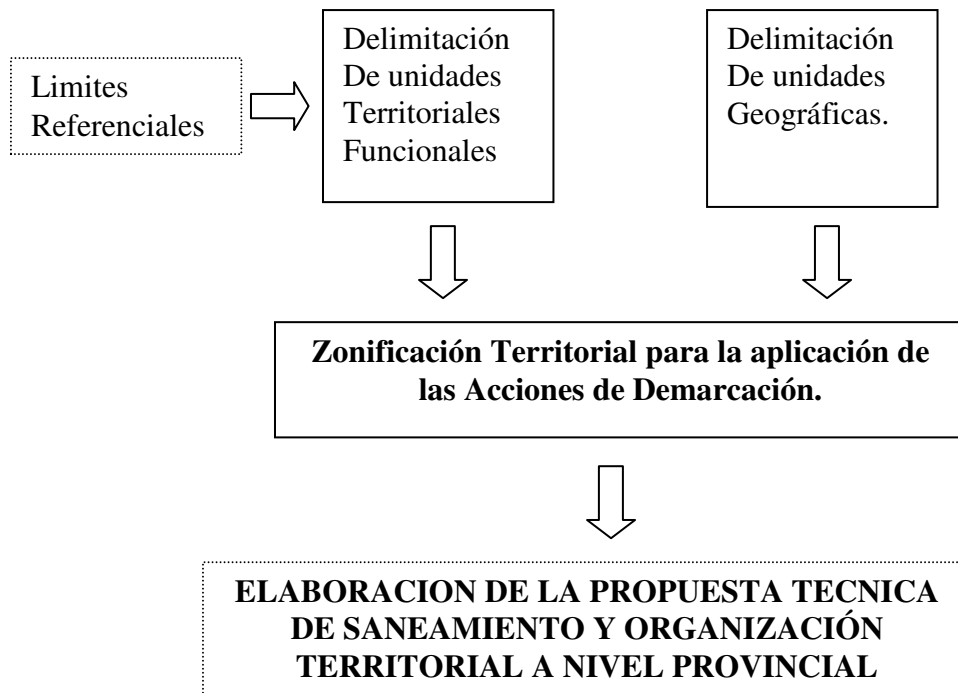 Limites
Referenciales
Delimitación
De unidades
Territoriales
Funcionales
Delimitación
De unidades
Geográficas.
Zonificación Territorial para la aplicación de
las Acciones de Demarcación.
ELABORACION DE LA PROPUESTA TECNICA
DE SANEAMIENTO Y ORGANIZACIÓN
TERRITORIAL A NIVEL PROVINCIAL